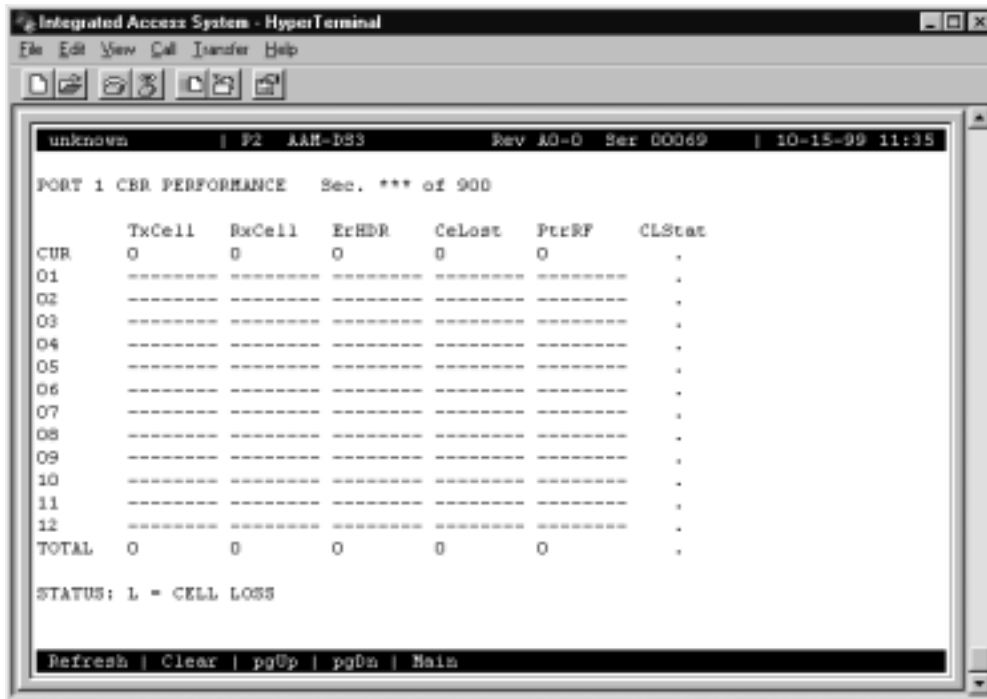 Integrated Access System - HyperTerminal
File Edit View Call Transfer Help
unknown | P2 AAM-DS3 Rev A0-0 Ser 00069 | 10-15-99 11:35
PORT 1 CBR PERFORMANCE Sec. *** of 900
TxCell RxCell ErHDR CeLost PtrRF CLStat
CUR 0 0 0 0 0 .
01 -------- -------- -------- -------- -------- .
02 -------- -------- -------- -------- -------- .
03 -------- -------- -------- -------- -------- .
04 -------- -------- -------- -------- -------- .
05 -------- -------- -------- -------- -------- .
06 -------- -------- -------- -------- -------- .
07 -------- -------- -------- -------- -------- .
08 -------- -------- -------- -------- -------- .
09 -------- -------- -------- -------- -------- .
10 -------- -------- -------- -------- -------- .
11 -------- -------- -------- -------- -------- .
12 -------- -------- -------- -------- -------- .
TOTAL 0 0 0 0 0 .
STATUS: L = CELL LOSS
Refresh | Clear | pgUp | pgDn | Main